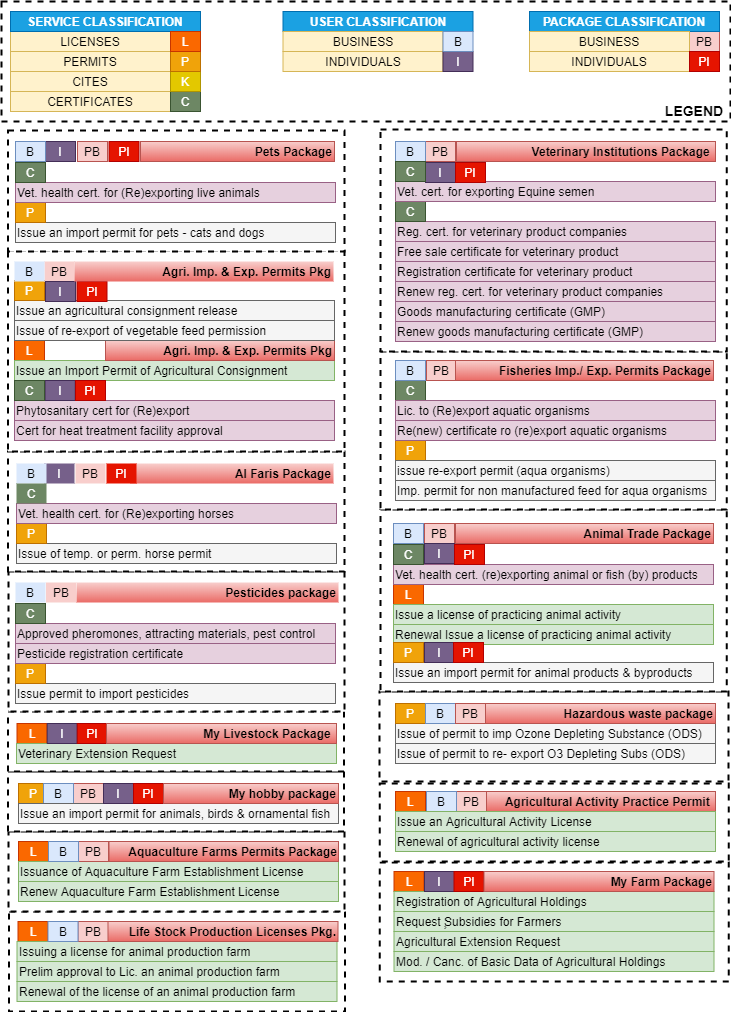 SERVICE CLASSIFICATION
LICENSES L
PERMITS P
CITES K
CERTIFICATES C
USER CLASSIFICATION
BUSINESS B
INDIVIDUALS I
PACKAGE CLASSIFICATION
BUSINESS PB
INDIVIDUALS PI
LEGEND
B I PB PI Pets Package
C
Vet. health cert. for (Re)exporting live animals
P
Issue an import permit for pets - cats and dogs
B PB Agri. Imp. & Exp. Permits Pkg
P I PI
Issue an agricultural consignment release
Issue of re-export of vegetable feed permission
L Agri. Imp. & Exp. Permits Pkg
Issue an Import Permit of Agricultural Consignment
C I PI
Phytosanitary cert for (Re)export
Cert for heat treatment facility approval
B I PB PI Al Faris Package
C
Vet. health cert. for (Re)exporting horses
P
Issue of temp. or perm. horse permit
B PB Pesticides package
C
Approved pheromones, attracting materials, pest control
Pesticide registration certificate
P
Issue permit to import pesticides
L I PI My Livestock Package
Veterinary Extension Request
P B PB I PI My hobby package
Issue an import permit for animals, birds & ornamental fish
L B PB Aquaculture Farms Permits Package
Issuance of Aquaculture Farm Establishment License
Renew Aquaculture Farm Establishment License
L B PB Life Stock Production Licenses Pkg.
Issuing a license for animal production farm
Prelim approval to Lic. an animal production farm
Renewal of the license of an animal production farm
B PB Veterinary Institutions Package
C I PI
Vet. cert. for exporting Equine semen
C
Reg. cert. for veterinary product companies
Free sale certificate for veterinary product
Registration certificate for veterinary product
Renew reg. cert. for veterinary product companies
Goods manufacturing certificate (GMP)
Renew goods manufacturing certificate (GMP)
B PB Fisheries Imp./ Exp. Permits Package
C
Lic. to (Re)export aquatic organisms
Re(new) certificate ro (re)export aquatic organisms
P
issue re-export permit (aqua organisms)
Imp. permit for non manufactured feed for aqua organisms
B PB Animal Trade Package
C I PI
Vet. health cert. (re)exporting animal or fish (by) products
L
Issue a license of practicing animal activity
Renewal Issue a license of practicing animal activity
P I PI
Issue an import permit for animal products & byproducts
P B PB Hazardous waste package
Issue of permit to imp Ozone Depleting Substance (ODS)
Issue of permit to re- export O3 Depleting Subs (ODS)
L B PB Agricultural Activity Practice Permit
Issue an Agricultural Activity License
Renewal of agricultural activity license
L I PI My Farm Package
Registration of Agricultural Holdings
Request Subsidies for Farmers
Agricultural Extension Request
Mod. / Canc. of Basic Data of Agricultural Holdings